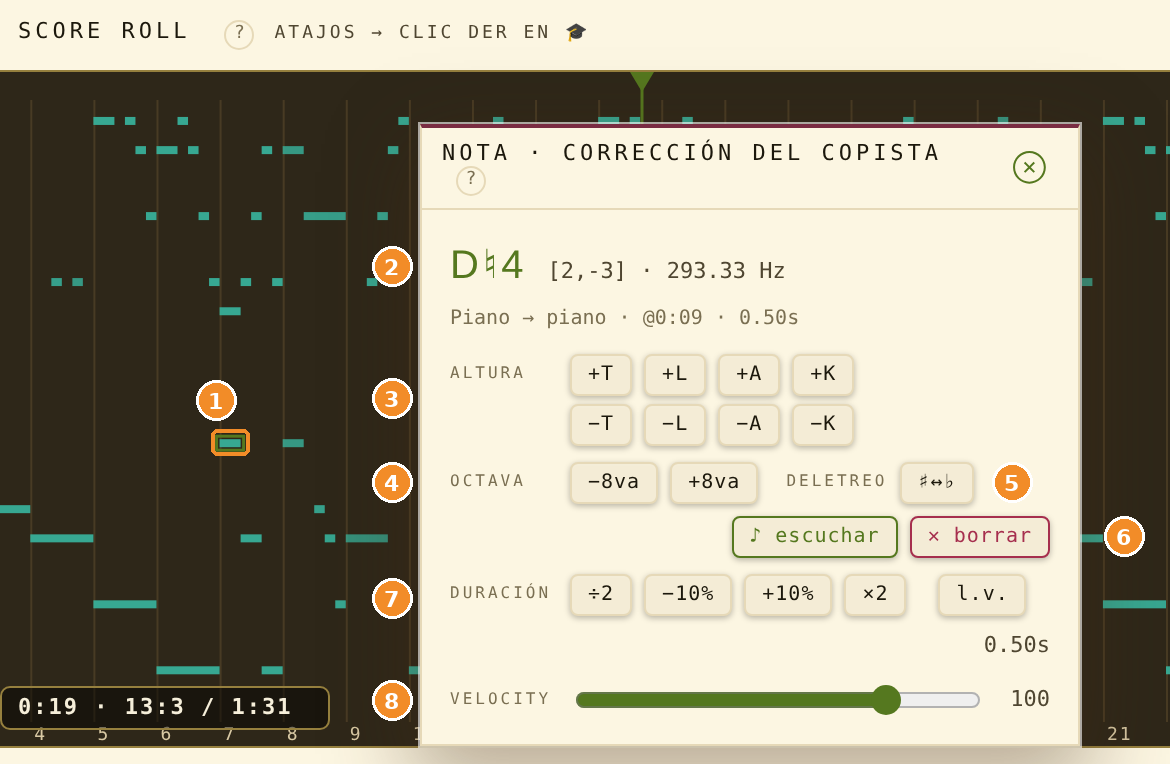 SCORE ROLL ? ATAJOS → CLIC DER EN 🎓
NOTA · CORRECCIÓN DEL COPISTA
?
✕
2 D♮4 [2,-3] · 293.33 Hz
Piano → piano · @0:09 · 0.50s
1
3 ALTURA +T +L +A +K
−T −L −A −K
4 OCTAVA −8va +8va DELETREO ♯↔♭ 5
♪ escuchar × borrar 6
7 DURACIÓN ÷2 −10% +10% ×2 l.v.
0.50s
8 VELOCITY 100
0:19 · 13:3 / 1:31
4 5 6 7 8 9 21